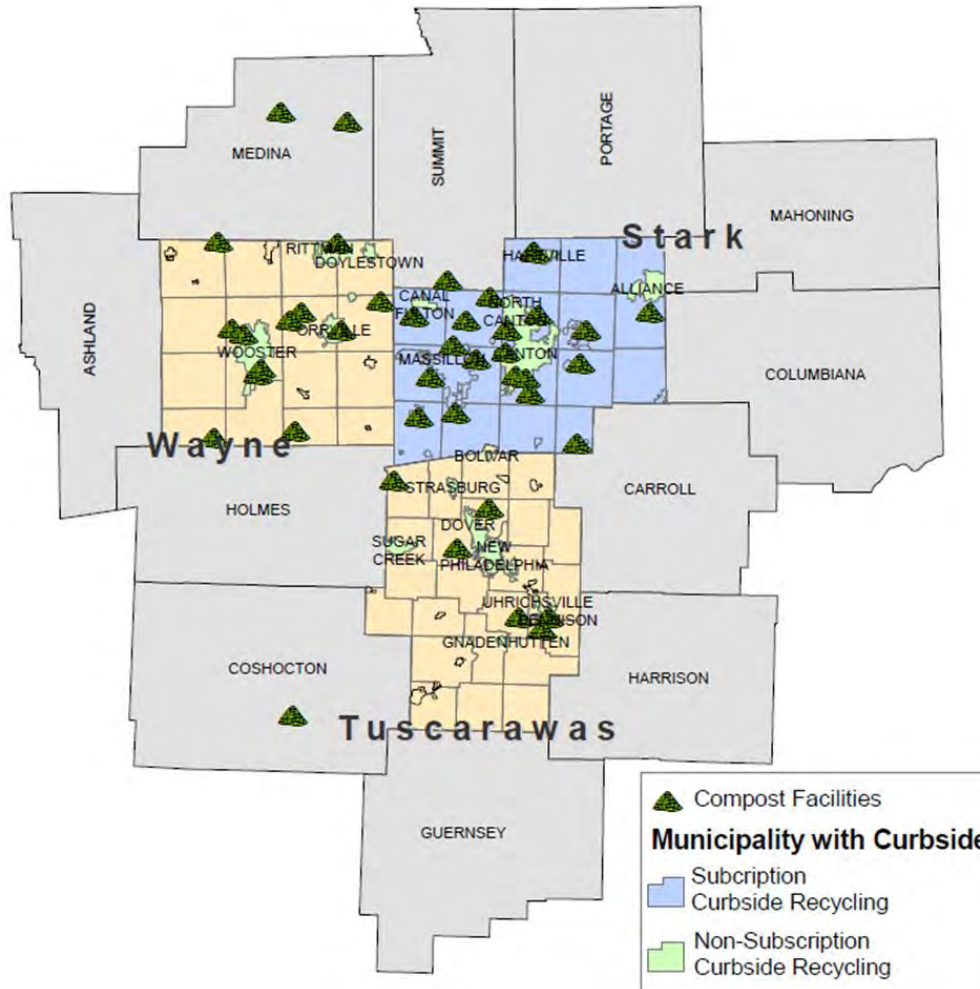 PORTAGE
SUMMIT
MEDINA
MAHONING
Stark
RITTMAN
HARTVILLE
DOYLESTOWN
ALLIANCE
CANAL
FULTON
NORTH
CANTON
ASHLAND
ORRVILLE
WOOSTER
MASSILLON
CANTON
COLUMBIANA
Wayne
BOLIVAR
STRASBURG
CARROLL
HOLMES
DOVER
SUGAR
CREEK
NEW
PHILADELPHIA
UHRICHSVILLE
DENNISON
GNADENHUTTEN
COSHOCTON
HARRISON
Tuscarawas
GUERNSEY
Compost Facilities
Municipality with Curbside
Subcription
Curbside Recycling
Non-Subscription
Curbside Recycling